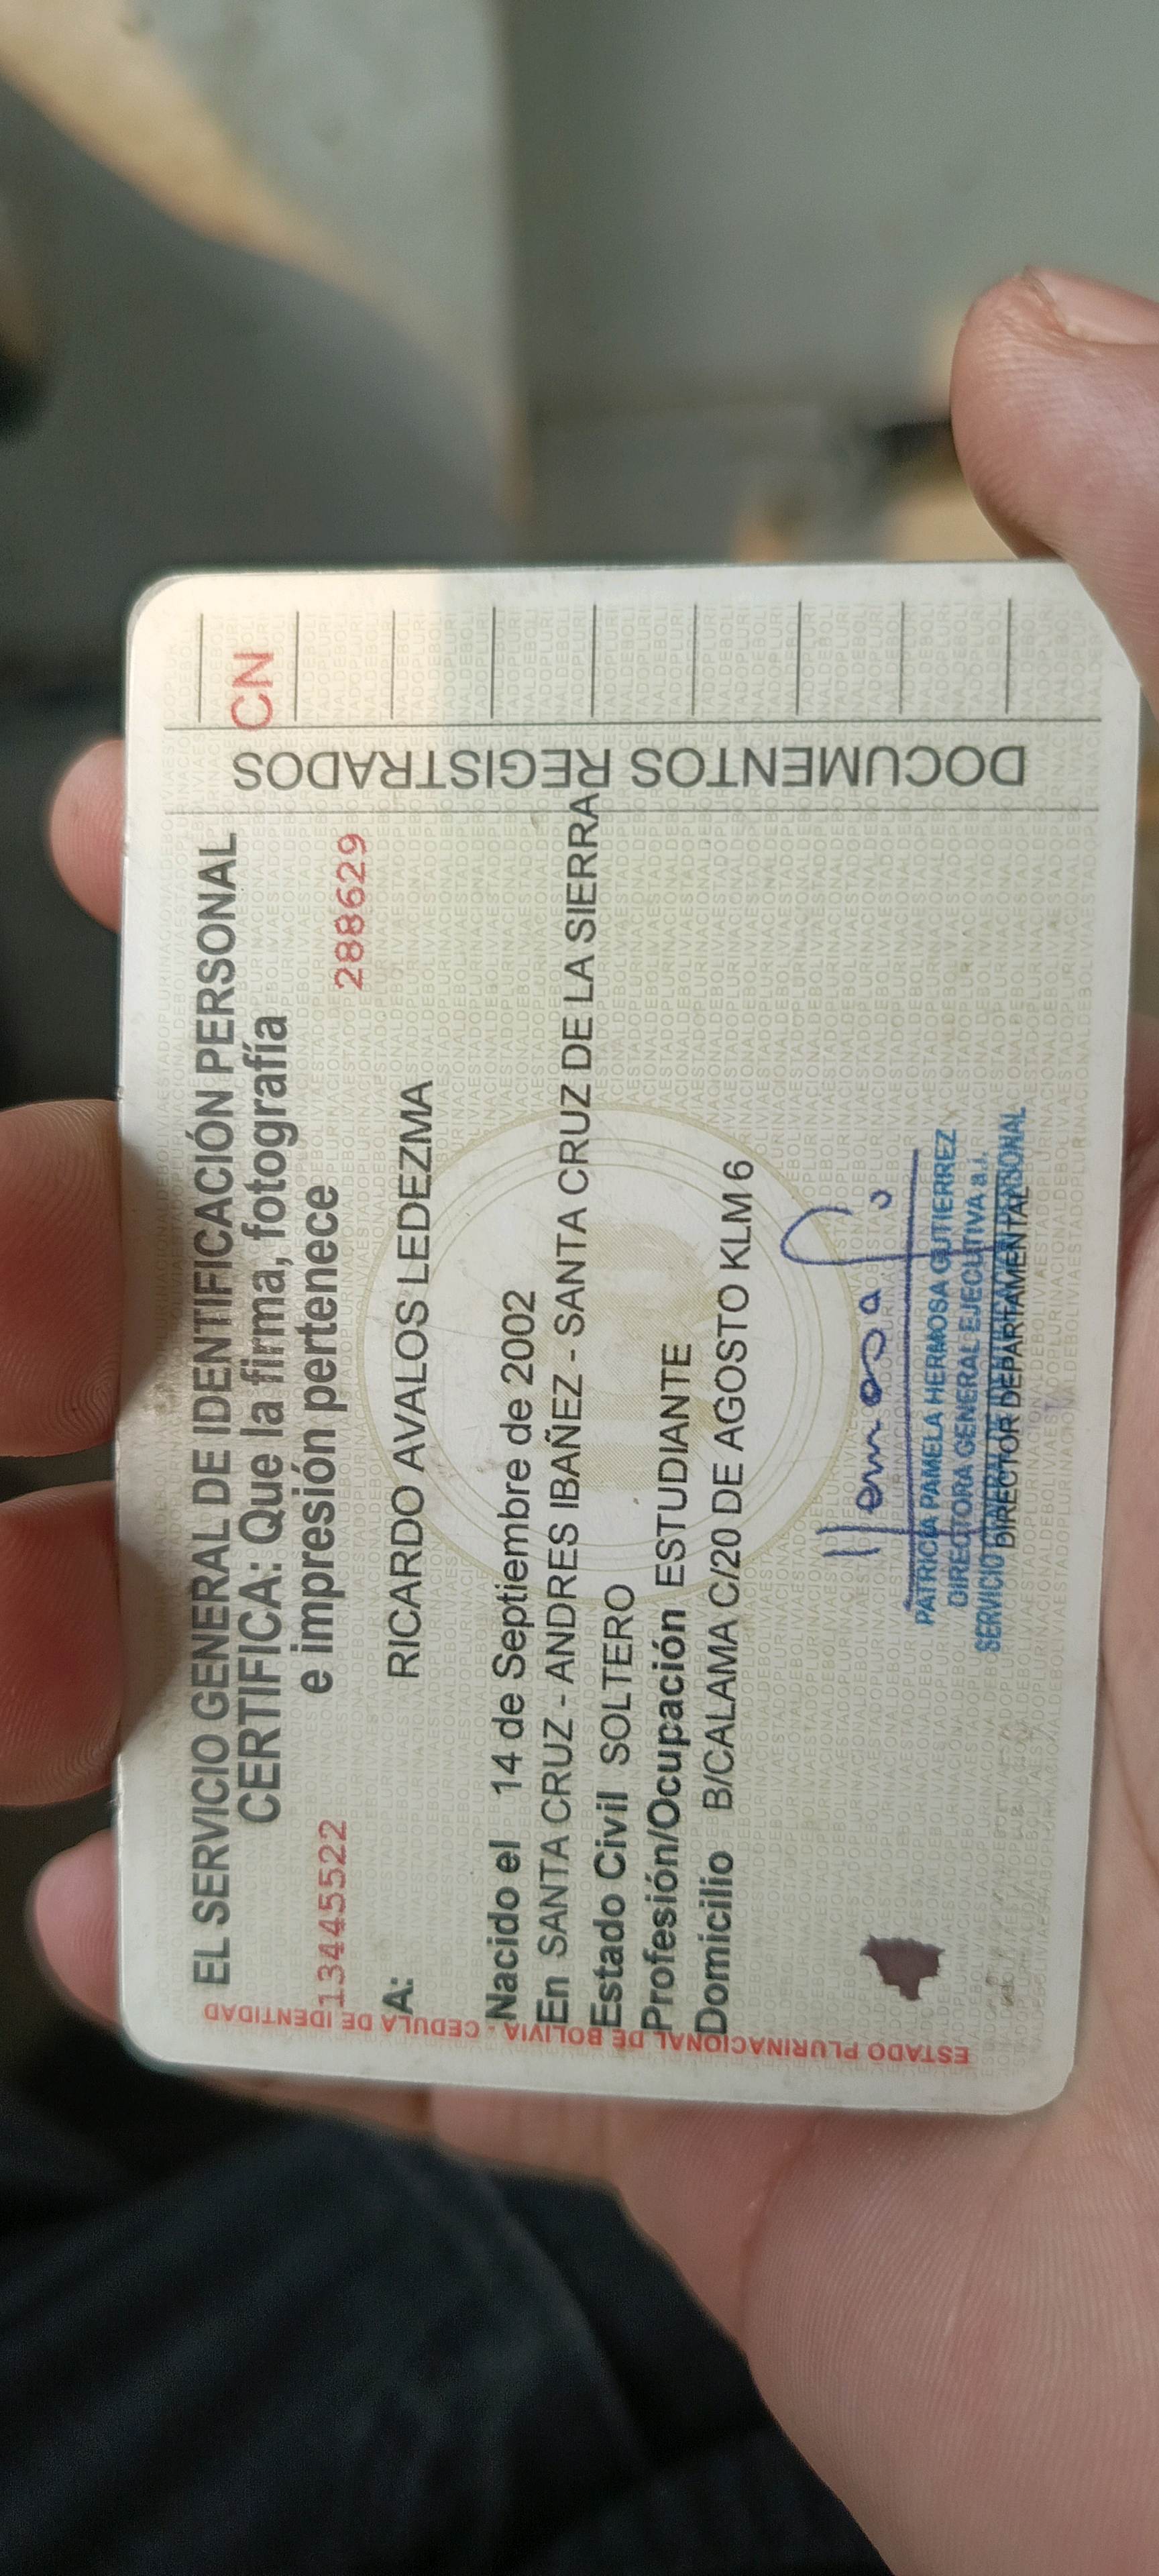 EL SERVICIO GENERAL DE IDENTIFICACIÓN PERSONAL
CERTIFICA: Que la firma, fotografía
e impresión pertenece
13445522
288629
A: RICARDO AVALOS LEDEZMA
Nacido el 14 de Septiembre de 2002
En SANTA CRUZ - ANDRES IBAÑEZ - SANTA CRUZ DE LA SIERRA
Estado Civil SOLTERO
Profesión/Ocupación ESTUDIANTE
Domicilio B/CALAMA C/20 DE AGOSTO KLM 6
PATRICIA PAMELA HERMOSA GUTIERREZ
DIRECTORA GENERAL EJECUTIVA a.i.
SERVICIO GENERAL DE IDENTIFICACIÓN PERSONAL
DIRECTOR DEPARTAMENTAL
DOCUMENTOS REGISTRADOS
CN
ESTADO PLURINACIONAL DE BOLIVIA - CEDULA DE IDENTIDAD